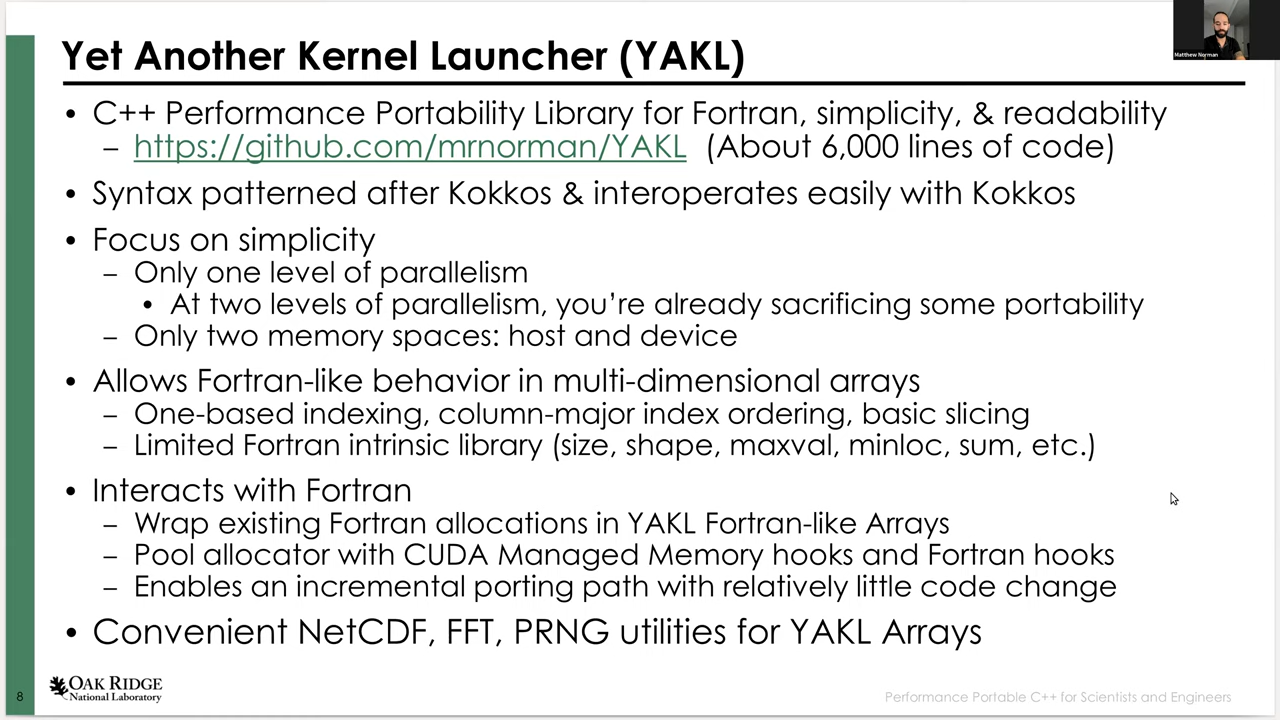 Yet Another Kernel Launcher (YAKL)
Matthew Norman
• C++ Performance Portability Library for Fortran, simplicity, & readability
– https://github.com/mrnorman/YAKL (About 6,000 lines of code)
• Syntax patterned after Kokkos & interoperates easily with Kokkos
• Focus on simplicity
– Only one level of parallelism
• At two levels of parallelism, you're already sacrificing some portability
– Only two memory spaces: host and device
• Allows Fortran-like behavior in multi-dimensional arrays
– One-based indexing, column-major index ordering, basic slicing
– Limited Fortran intrinsic library (size, shape, maxval, minloc, sum, etc.)
• Interacts with Fortran
– Wrap existing Fortran allocations in YAKL Fortran-like Arrays
– Pool allocator with CUDA Managed Memory hooks and Fortran hooks
– Enables an incremental porting path with relatively little code change
• Convenient NetCDF, FFT, PRNG utilities for YAKL Arrays
8
OAK RIDGE
National Laboratory
Performance Portable C++ for Scientists and Engineers